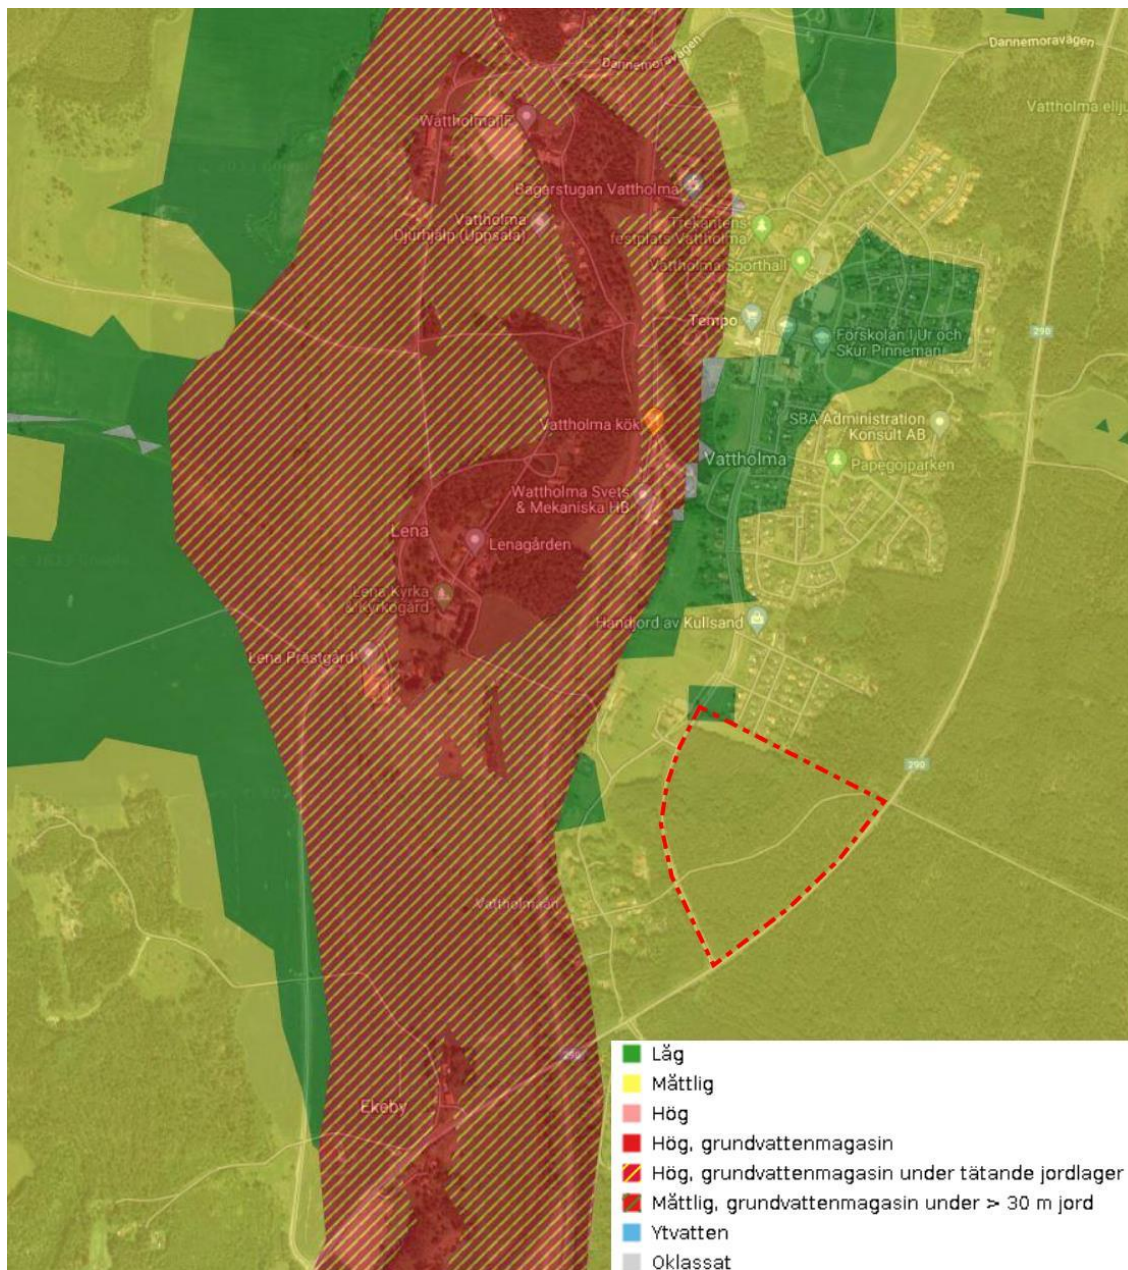 Dannemoravägen
Dannemoravägen
Vattholma ellju
Wattholma IF
Bagarstugan Vattholma
Vattholma
Djurhjälp (Uppsala)
Trekantens
festplats Vattholma
Vattholma Sporthall
Tempo
Förskolan I Ur och
Skur Pinneman
290
SBA Administration
Konsult AB
Vattholma kök
Vattholma
Papegojparken
Wattholma Svets
& Mekaniska HB
Lena
Lenagården
Lena Kyrka
& Kyrkogård
Handjord av Kullsand
Lena Prästgård
290
Vattholmaån
290
Ekeby
Låg
Måttlig
Hög
Hög, grundvattenmagasin
Hög, grundvattenmagasin under tätande jordlager
Måttlig, grundvattenmagasin under > 30 m jord
Ytvatten
Oklassat